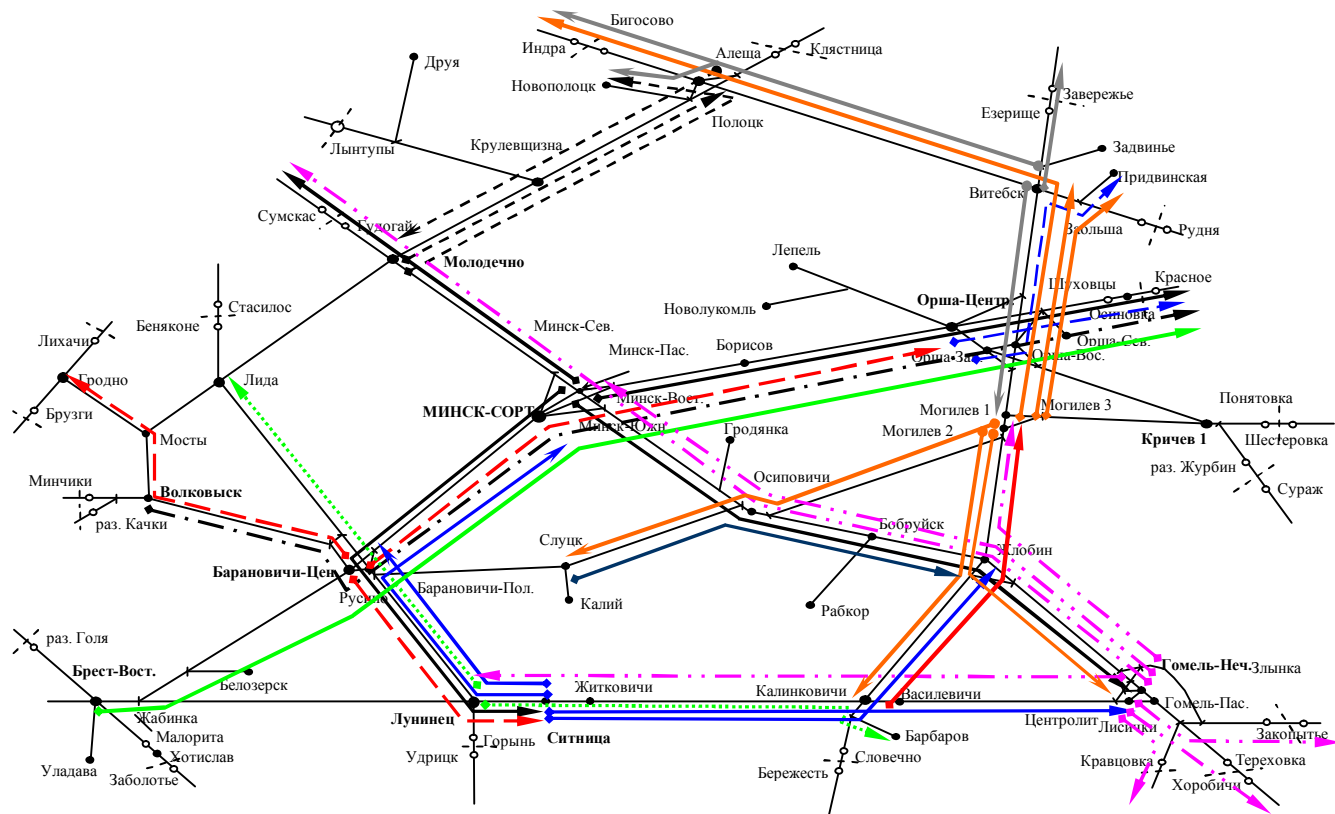 Бигосово
Индра
Алеща
Клястница
Друя
Новополоцк
Завережье
Езерище
Полоцк
Лынтупы
Крулевщизна
Задвинье
Придвинская
Витебск
Сумскас
Гудогай
Заольша
Рудня
Молодечно
Лепель
Шуховцы
Красное
Стасилос
Новолукомль
Орша-Центр.
Осиновка
Беняконе
Минск-Сев.
Лихачи
Минск-Пас.
Борисов
Орша-За
Орша-Сев.
Орша-Вос.
Гродно
Лида
Минск-Вост
Брузги
МИНСК-СОРТ
Минск-Южн
Могилев 1
Могилев 3
Понятовка
Мосты
Гродянка
Могилев 2
Кричев 1
Шестеровка
Минчики
Волковыск
Осиповичи
раз. Журбин
Сураж
раз. Качки
Слуцк
Бобруйск
Жлобин
Барановичи-Цен
Русино
Барановичи-Пол.
Калий
Рабкор
раз. Голя
Брест-Вост.
Гомель-Неч.
Злынка
Белозерск
Житковичи
Калинковичи
Василевичи
Гомель-Пас.
Жабинка
Лунинец
Центролит
Лисички
Малорита
Горынь
Ситница
Барбаров
Закопытье
Хотислав
Удрицк
Словечно
Кравцовка
Тереховка
Уладава
Заболотье
Бережесть
Хоробичи